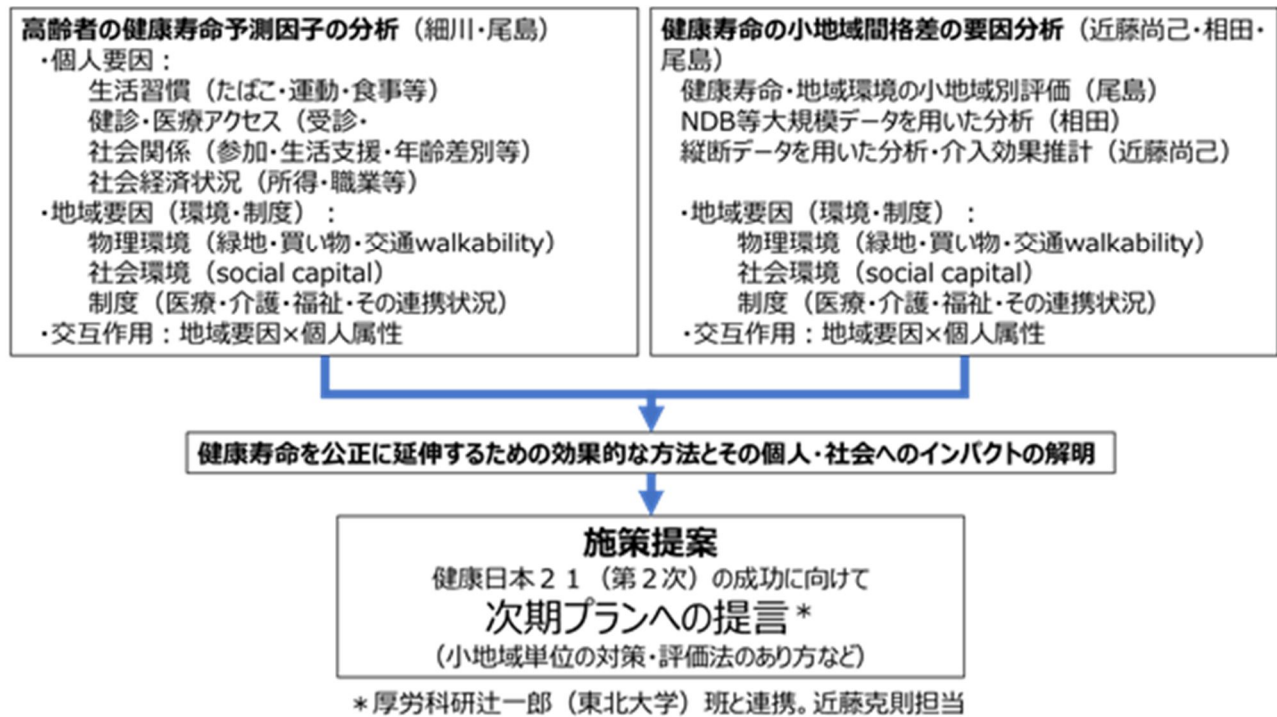 高齢者の健康寿命予測因子の分析（細川・尾島）
・個人要因：
生活習慣（たばこ・運動・食事等）
健診・医療アクセス（受診・
社会関係（参加・生活支援・年齢差別等）
社会経済状況（所得・職業等）
・地域要因（環境・制度）：
物理環境（緑地・買い物・交通walkability）
社会環境（social capital）
制度（医療・介護・福祉・その連携状況）
・交互作用：地域要因×個人属性
健康寿命の小地域間格差の要因分析（近藤尚己・相田・
尾島）
健康寿命・地域環境の小地域別評価（尾島）
NDB等大規模データを用いた分析（相田）
縦断データを用いた分析・介入効果推計（近藤尚己）
・地域要因（環境・制度）：
物理環境（緑地・買い物・交通walkability）
社会環境（social capital）
制度（医療・介護・福祉・その連携状況）
・交互作用：地域要因×個人属性
健康寿命を公正に延伸するための効果的な方法とその個人・社会へのインパクトの解明
施策提案
健康日本２１（第２次）の成功に向けて
次期プランへの提言*
（小地域単位の対策・評価法のあり方など）
*厚労科研辻一郎（東北大学）班と連携。近藤克則担当